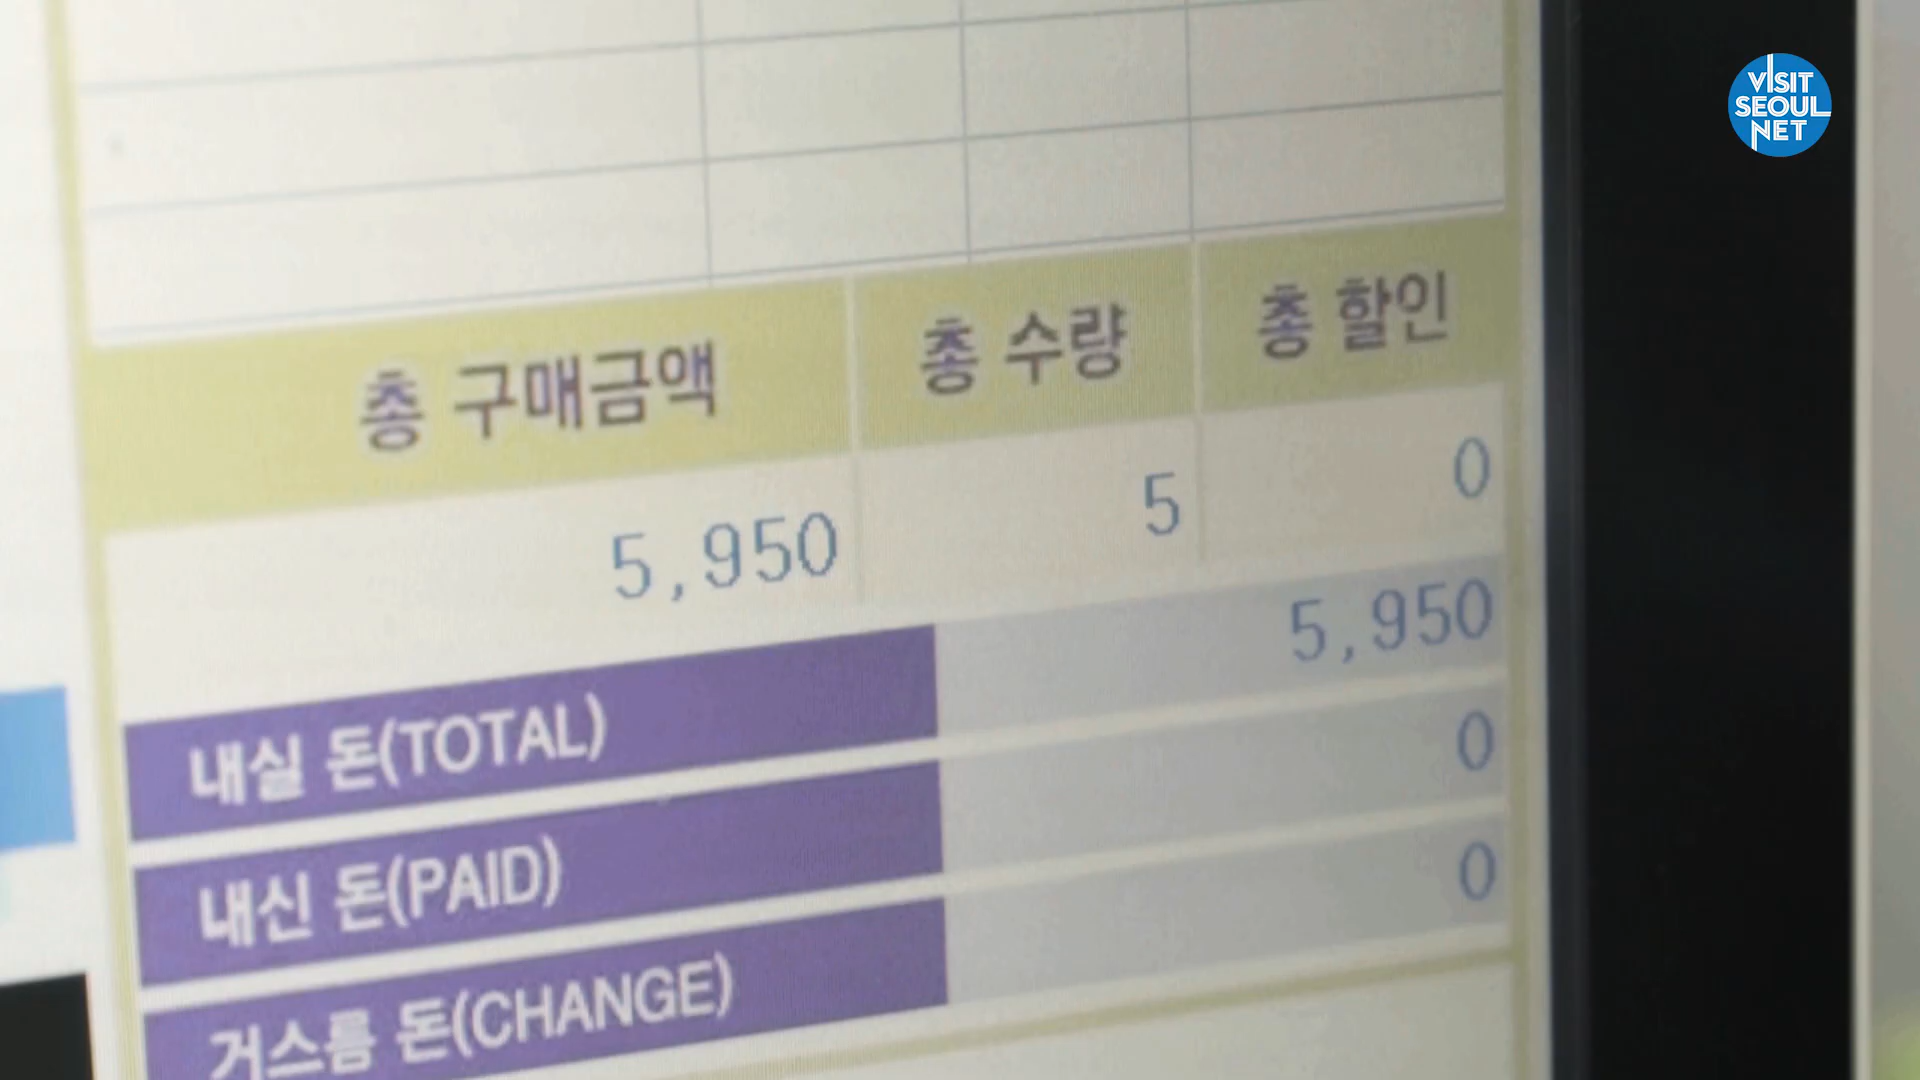 VISIT
SEOUL
NET
총 구매금액 총 수량 총 할인
5,950 5 0
내실 돈(TOTAL) 5,950
내신 돈(PAID) 0
거스름 돈(CHANGE) 0